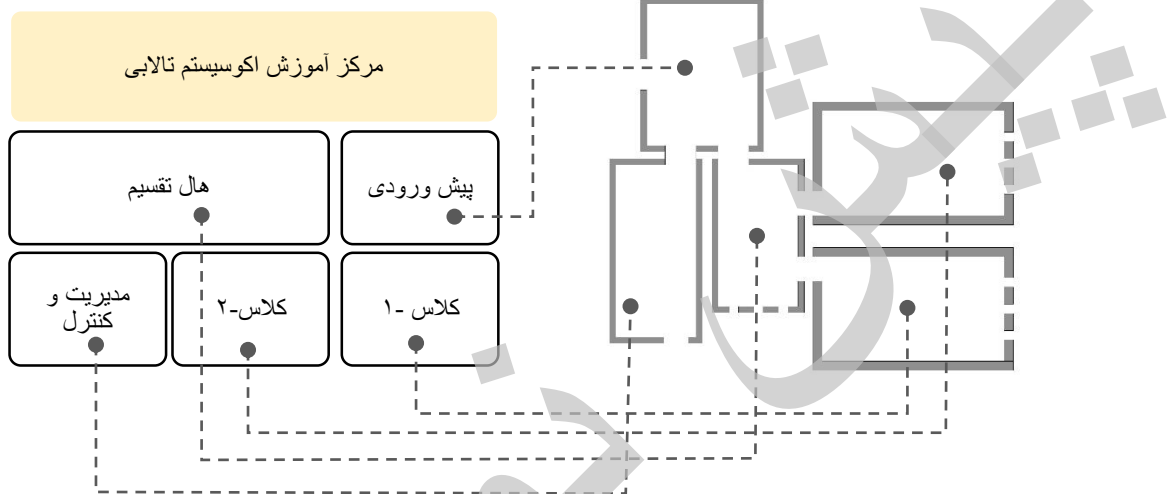 مرکز آموزش اکوسیستم تالابی
پیش ورودی
هال تقسیم
کلاس -۱
کلاس-۲
مدیریت و
کنترل